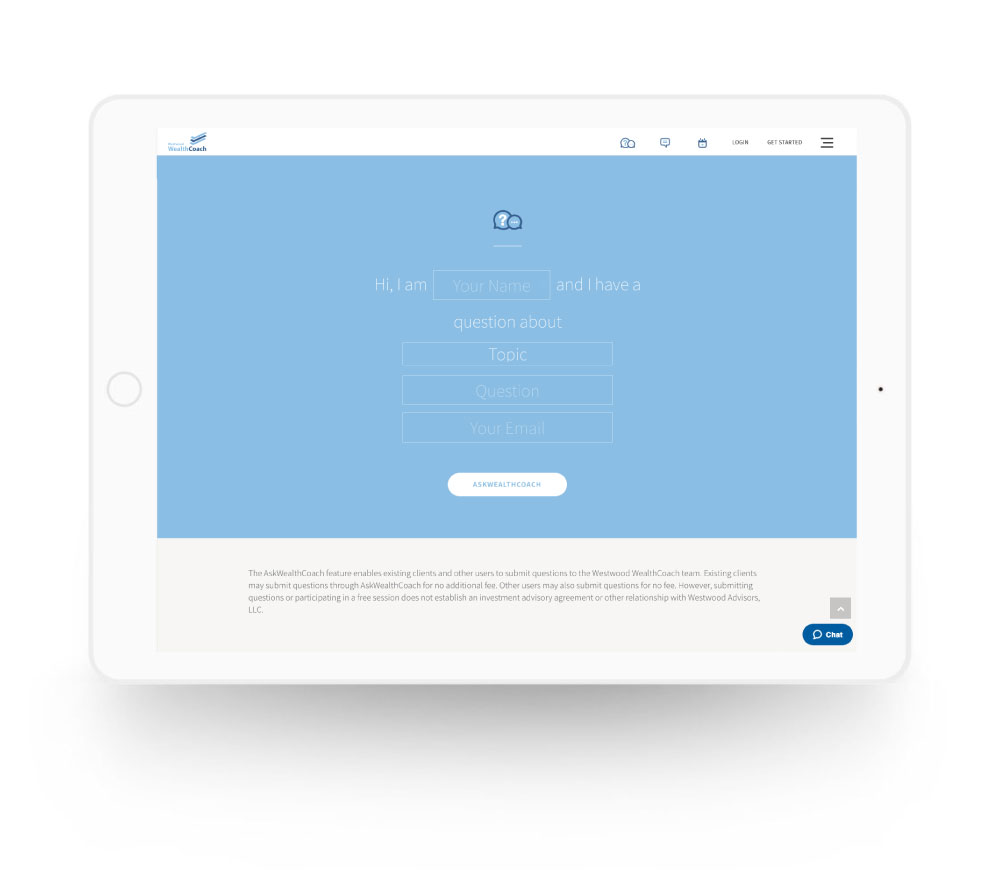 Westwood
WealthCoach
LOGIN
GET STARTED
?
Hi, I am Your Name and I have a
question about
Topic
Question
Your Email
ASKWEALTHCOACH
The AskWealthCoach feature enables existing clients and other users to submit questions to the Westwood WealthCoach team. Existing clients
may submit questions through AskWealthCoach for no additional fee. Other users may also submit questions for no fee. However, submitting
questions or participating in a free session does not establish an investment advisory agreement or other relationship with Westwood Advisors,
LLC.
Chat